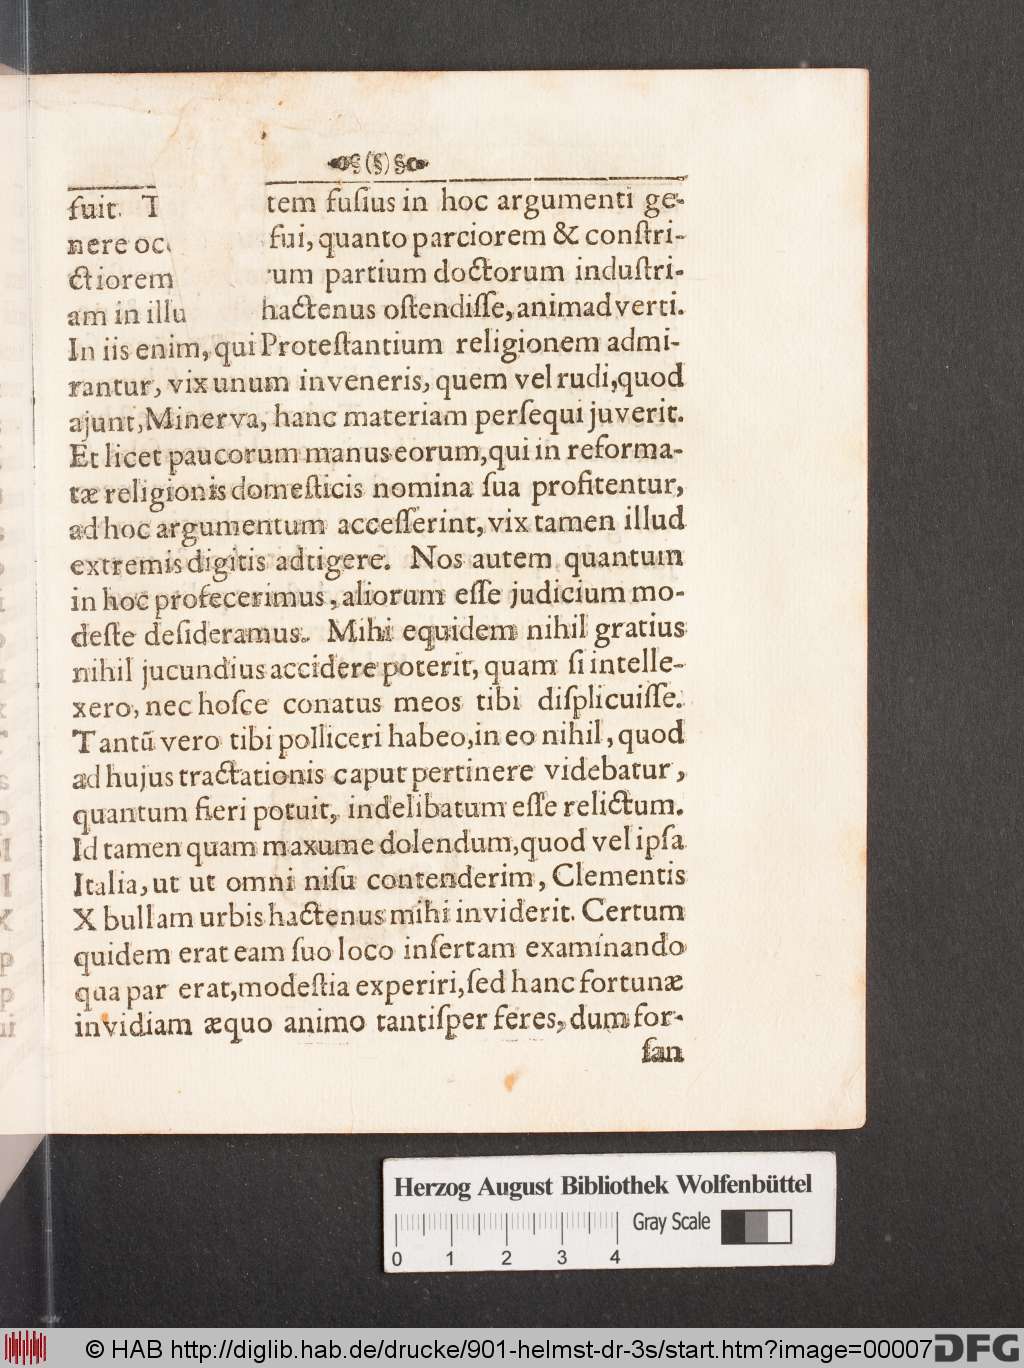 (§)
fuit. tem fuſius in hoc argumenti ge-
nere fui, quanto parciorem & conſtri-
ctiorem partium doctorum induſtri-
am in hactenus oſtendiſſe, animadverti.
In iis enim, qui Proteſtantium religionem admi-
rantur, vix unum inveneris, quem vel rudi, quod
ajunt, Minerva, hanc materiam perſequi juverit.
Et licet paucorum manus eorum, qui in reforma-
tæ religionis domeſticis nomina ſua profitentur,
ad hoc argumentum acceſſerint, vix tamen illud
extremis digitis adtigere. Nos autem quantum
in hoc profecerimus, aliorum eſſe judicium mo-
deſte deſideramus. Mihi equidem nihil gratius
nihil jucundius accidere poterit, quam ſi intelle-
xero, nec hoſce conatus meos tibi diſplicuiſſe.
Tantū vero tibi polliceri habeo, in eo nihil, quod
ad hujus tractationis caput pertinere videbatur,
quantum fieri potuit, indelibatum eſſe relictum.
Id tamen quam maxume dolendum, quod vel ipſa
Italia, ut ut omni niſu contenderim, Clementis
X bullam urbis hactenus mihi inviderit. Certum
quidem erat eam ſuo loco inſertam examinando
qua par erat, modeſtia experiri, ſed hanc fortunæ
invidiam æquo animo tantiſper feres, dum for-
ſan
Herzog August Bibliothek Wolfenbüttel
Gray Scale
0 1 2 3 4
© HAB http://diglib.hab.de/drucke/901-helmst-dr-3s/start.htm?image=00007 DFG